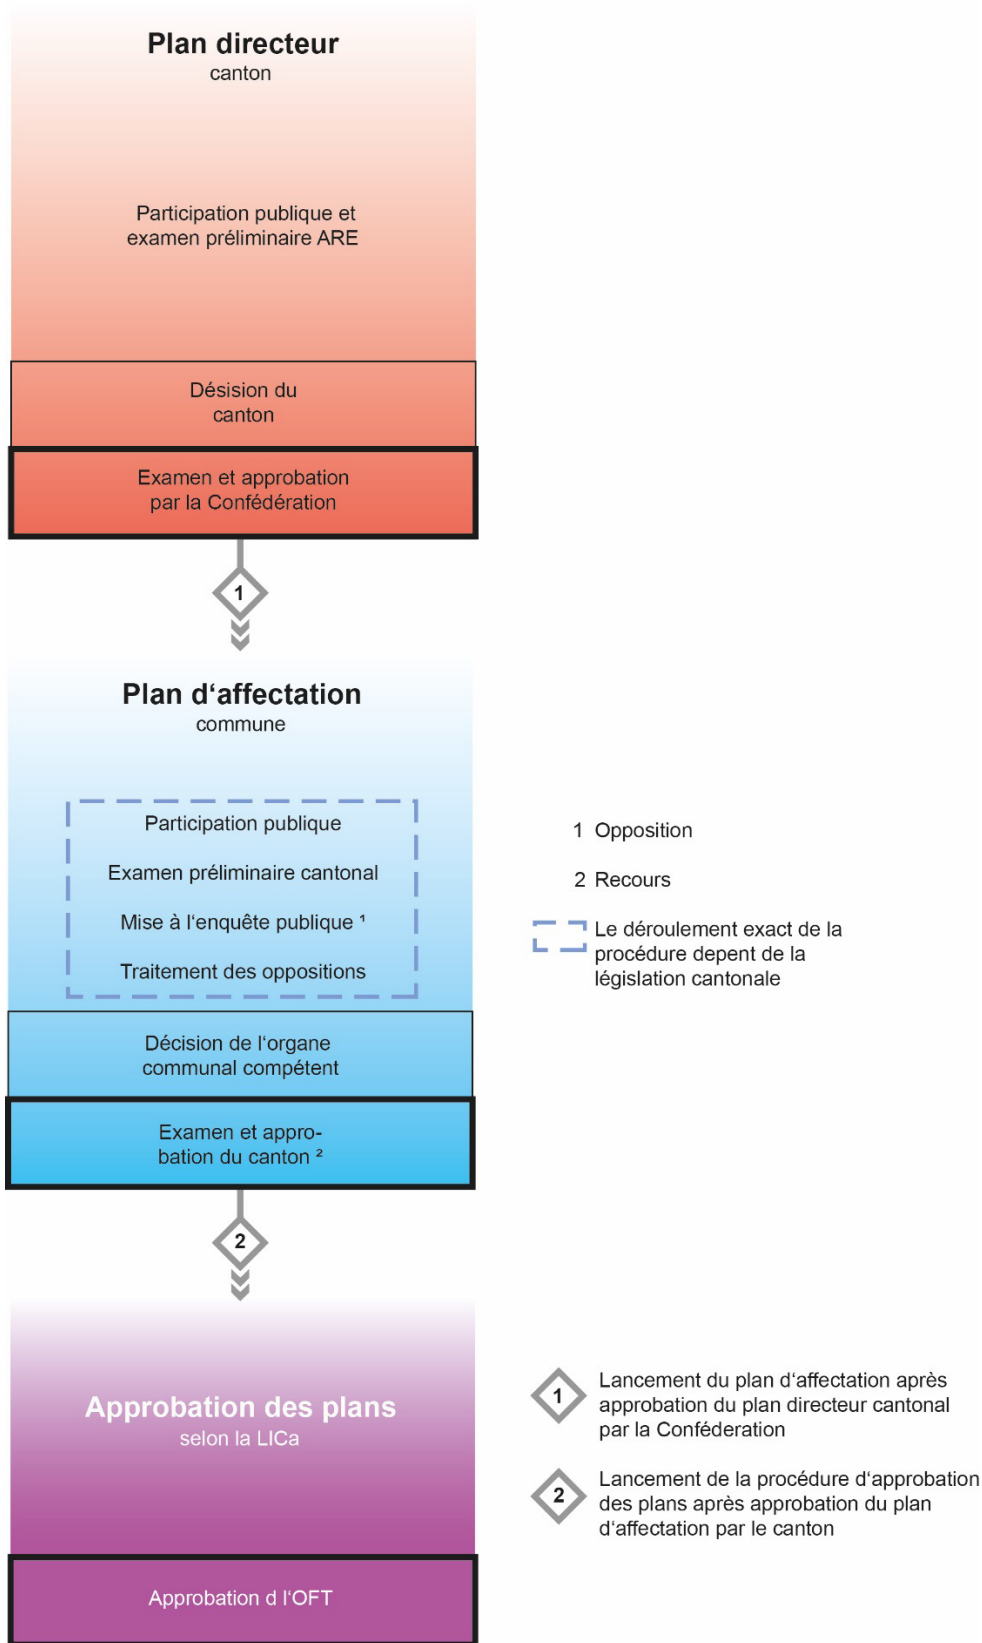 Plan directeur
canton
Participation publique et
examen préliminaire ARE
Désision du
canton
Examen et approbation
par la Confédération
1
Plan d‘affectation
commune
Participation publique
Examen préliminaire cantonal
Mise à l‘enquête publique ¹
Traitement des oppositions
1 Opposition
2 Recours
Le déroulement exact de la
procédure depent de la
législation cantonale
Décision de l‘organe
communal compétent
Examen et appro-
bation du canton ²
2
Approbation des plans
selon la LICa
Approbation d l‘OFT
1
Lancement du plan d‘affectation après
approbation du plan directeur cantonal
par la Conféderation
2
Lancement de la procédure d‘approbation
des plans après approbation du plan
d‘affectation par le canton